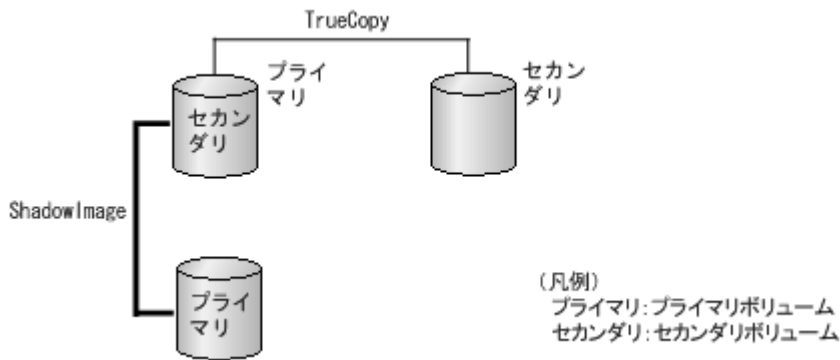 TrueCopy
プライ
マリ
セカン
ダリ
セカン
ダリ
ShadowImage
プライ
マリ
(凡例)
プライマリ:プライマリボリューム
セカンダリ:セカンダリボリューム